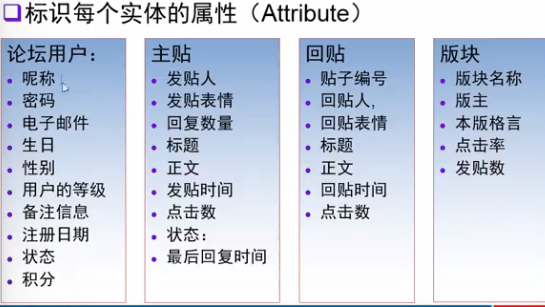 标识每个实体的属性（Attribute）
论坛用户：
昵称
密码
电子邮件
生日
性别
用户的等级
备注信息
注册日期
状态
积分
主贴
发贴人
发贴表情
回复数量
标题
正文
发贴时间
点击数
状态：
最后回复时间
回贴
贴子编号
回贴人,
回贴表情
标题
正文
回贴时间
点击数
版块
版块名称
版主
本版格言
点击率
发贴数